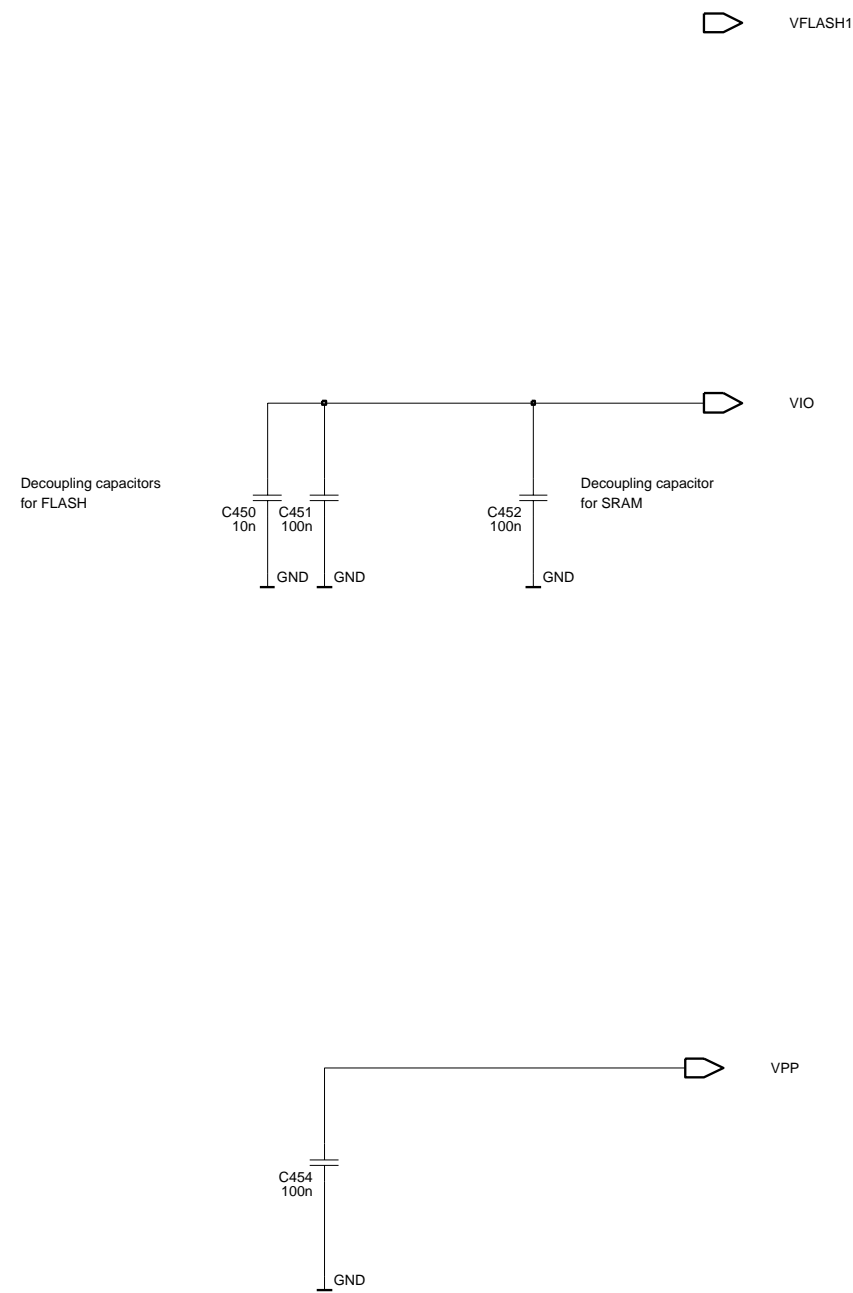 VFLASH1
VIO
Decoupling capacitors
for FLASH
C450
10n
C451
100n
C452
100n
Decoupling capacitor
for SRAM
GND
GND
GND
VPP
C454
100n
GND